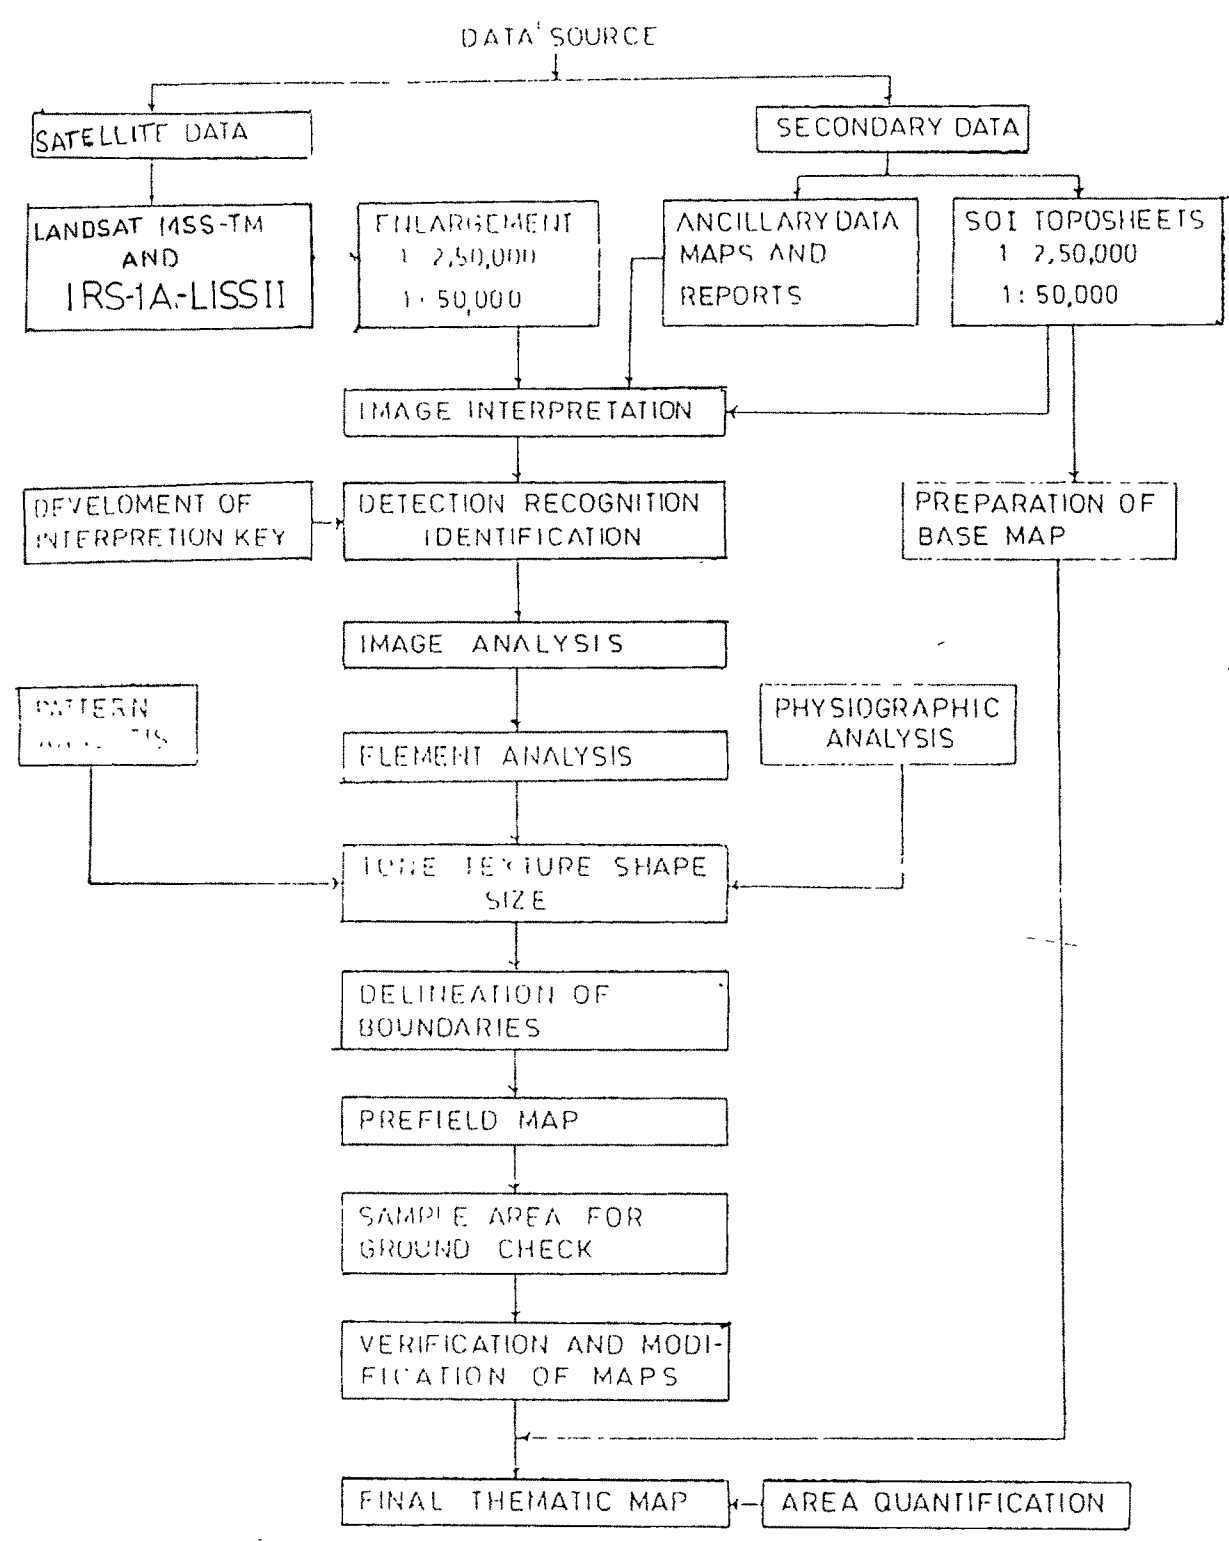 DATA SOURCE
SATELLITE DATA
SECONDARY DATA
LANDSAT MSS-TM
AND
IRS-1A-LISSII
ENLARGEMENT
1 2,50,000
1: 50,000
ANCILLARY DATA
MAPS AND
REPORTS
SOI TOPOSHEETS
1 2,50,000
1: 50,000
IMAGE INTERPRETATION
DEVELOMENT OF
INTERPRETION KEY
DETECTION RECOGNITION
IDENTIFICATION
PREPARATION OF
BASE MAP
IMAGE ANALYSIS
PATTERN
PHYSIOGRAPHIC
ANALYSIS
ELEMENT ANALYSIS
TONE TEXTURE SHAPE
SIZE
DELINEATION OF
BOUNDARIES
PREFIELD MAP
SAMPLE AREA FOR
GROUND CHECK
VERIFICATION AND MODI-
FICATION OF MAPS
FINAL THEMATIC MAP
AREA QUANTIFICATION